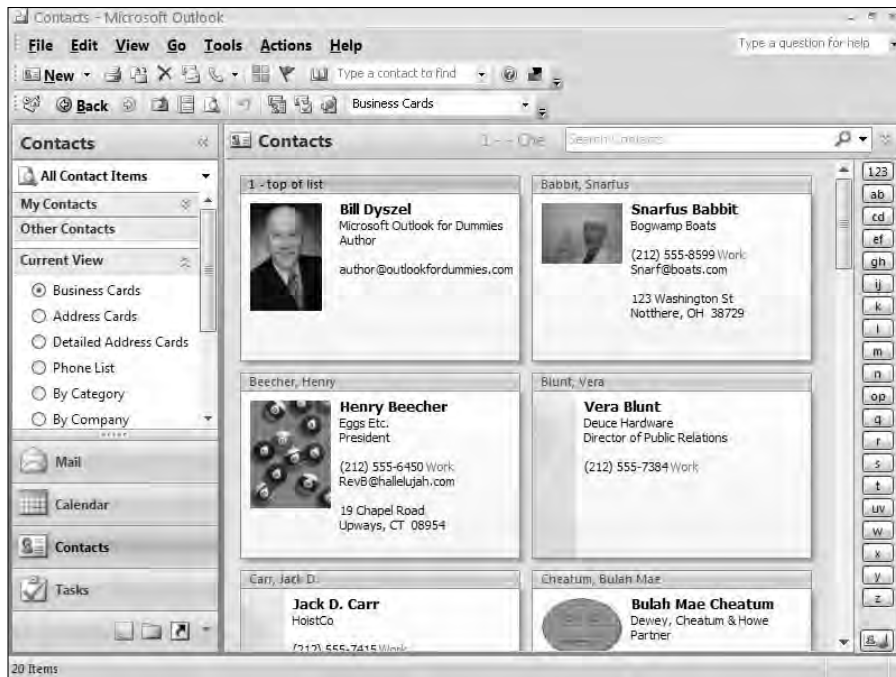 Contacts - Microsoft Outlook
File Edit View Go Tools Actions Help
Type a question for help
New
Type a contact to find
Back
Business Cards
Contacts
All Contact Items
My Contacts
Other Contacts
Current View
Business Cards
Address Cards
Detailed Address Cards
Phone List
By Category
By Company
Mail
Calendar
Contacts
Tasks
Contacts
1 - - Che
Search Contacts
1 - top of list
Bill Dyszel
Microsoft Outlook for Dummies
Author
author@outlookfordummies.com
Babbit, Snarfus
Snarfus Babbit
Bogwamp Boats
(212) 555-8599 Work
Snarf@boats.com
123 Washington St
Notthere, OH 38729
Beecher, Henry
Henry Beecher
Eggs Etc.
President
(212) 555-6450 Work
RevB@hallelujah.com
19 Chapel Road
Upways, CT 08954
Blunt, Vera
Vera Blunt
Deuce Hardware
Director of Public Relations
(212) 555-7384 Work
Carr, Jack D.
Jack D. Carr
HoistCo
(212) 555-7415 Work
Cheatum, Bulah Mae
Bulah Mae Cheatum
Dewey, Cheatum & Howe
Partner
123
ab
cd
ef
gh
ij
k
l
m
n
op
q
r
s
t
uv
w
x
y
z
20 Items